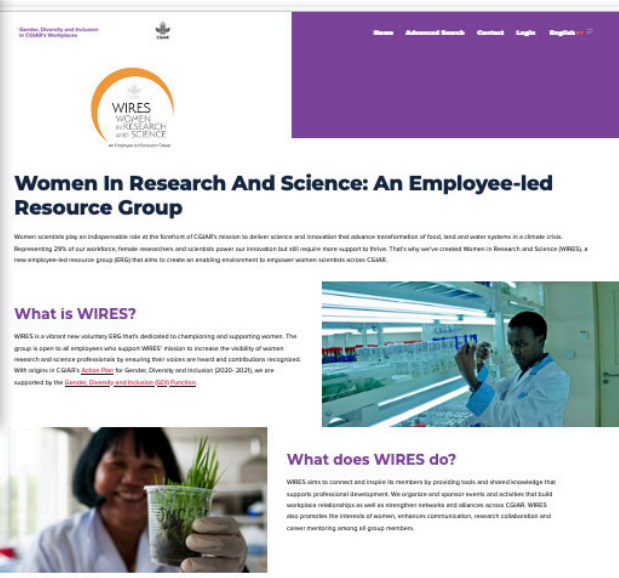 Gender, Diversity and Inclusion
in CGIAR's Workplaces
CGIAR
Home Advanced Search Contact Login English
WIRES
WOMEN
IN RESEARCH
AND SCIENCE
An Employee-led Resource Group
Women In Research And Science: An Employee-led
Resource Group
Women scientists play an indispensable role at the forefront of CGIAR's mission to deliver science and innovation that advance transformation of food, land and water systems in a climate crisis.
Representing 29% of our workforce, female researchers and scientists power our innovation but still require more support to thrive. That's why we've created Women in Research and Science (WIRES), a
new employee-led resource group (ERG) that aims to create an enabling environment to empower women scientists across CGIAR.
What is WIRES?
WIRES is a vibrant new voluntary ERG that's dedicated to championing and supporting women. The
group is open to all employees who support WIRES' mission to increase the visibility of women
research and science professionals by ensuring their voices are heard and contributions recognized.
With origins in CGIAR's Action Plan for Gender, Diversity and Inclusion (2020- 2021), we are
supported by the Gender, Diversity and Inclusion (GDI) Function.
What does WIRES do?
WIRES aims to connect and inspire its members by providing tools and shared knowledge that
supports professional development. We organize and sponsor events and activities that build
workplace relationships as well as strengthen networks and alliances across CGIAR. WIRES
also promotes the interests of women, enhances communication, research collaboration and
career mentoring among all group members.